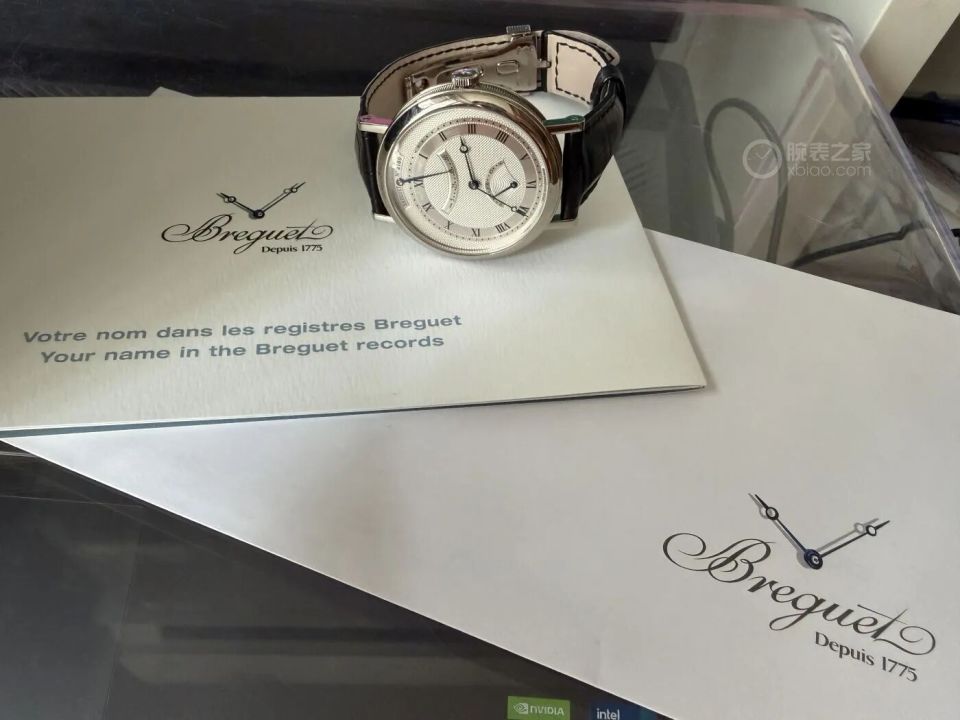 腕表之家
xbiao.com
Breguet
Depuis 1775
Votre nom dans les registres Breguet
Your name in the Breguet records
Breguet
Depuis 1775
NVIDIA
intel